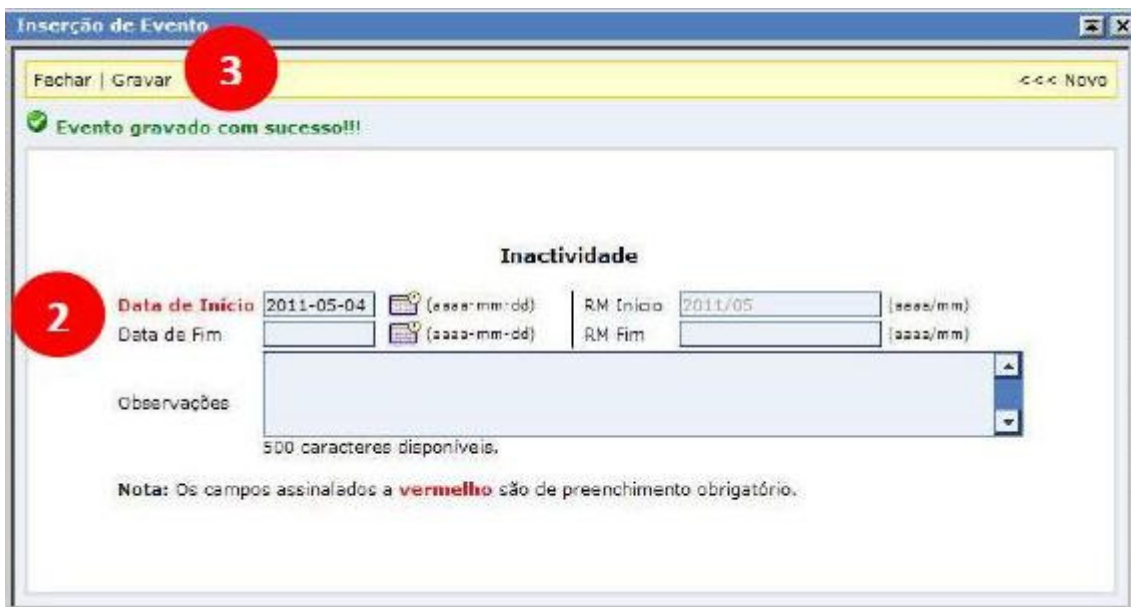 Inserção de Evento
3
Fechar | Gravar <<< Novo
Evento gravado com sucesso!!!
Inactividade
2
Data de Início 2011-05-04 (aaaa-mm-dd) RM Início 2011/05 (aaaa/mm)
Data de Fim (aaaa-mm-dd) RM Fim (aaaa/mm)
Observações
500 caracteres disponíveis.
Nota: Os campos assinalados a vermelho são de preenchimento obrigatório.